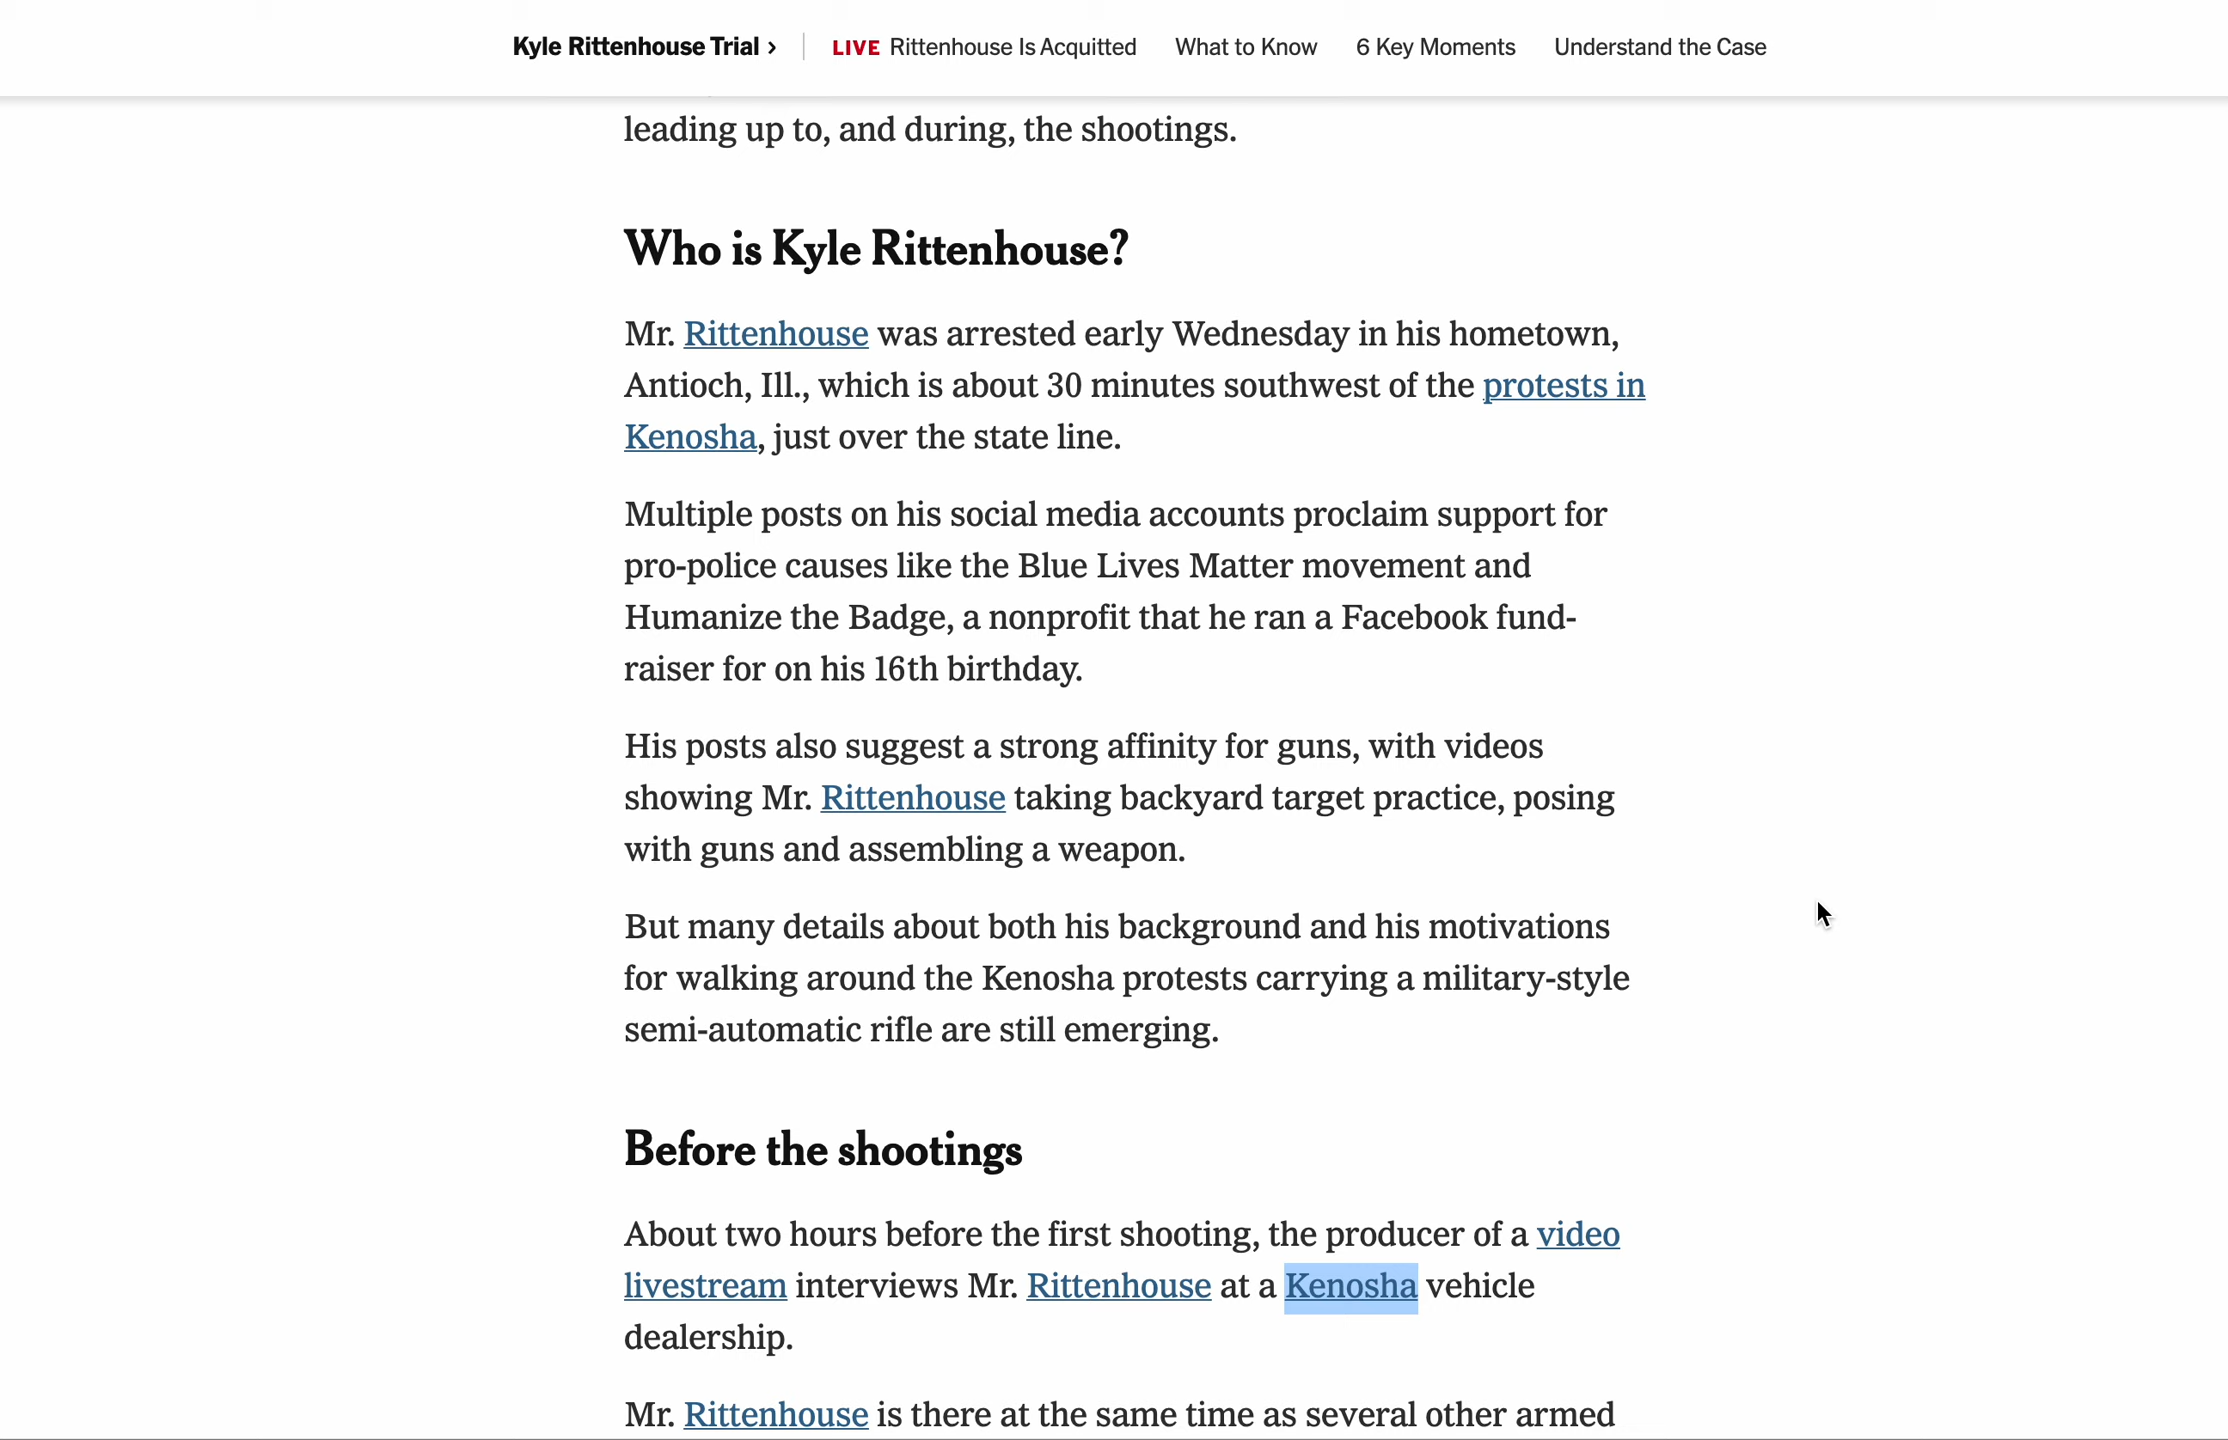 Kyle Rittenhouse Trial › LIVE Rittenhouse Is Acquitted What to Know 6 Key Moments Understand the Case
leading up to, and during, the shootings.
Who is Kyle Rittenhouse?
Mr. Rittenhouse was arrested early Wednesday in his hometown,
Antioch, Ill., which is about 30 minutes southwest of the protests in
Kenosha, just over the state line.
Multiple posts on his social media accounts proclaim support for
pro-police causes like the Blue Lives Matter movement and
Humanize the Badge, a nonprofit that he ran a Facebook fund-
raiser for on his 16th birthday.
His posts also suggest a strong affinity for guns, with videos
showing Mr. Rittenhouse taking backyard target practice, posing
with guns and assembling a weapon.
But many details about both his background and his motivations
for walking around the Kenosha protests carrying a military-style
semi-automatic rifle are still emerging.
Before the shootings
About two hours before the first shooting, the producer of a video
livestream interviews Mr. Rittenhouse at a Kenosha vehicle
dealership.
Mr. Rittenhouse is there at the same time as several other armed